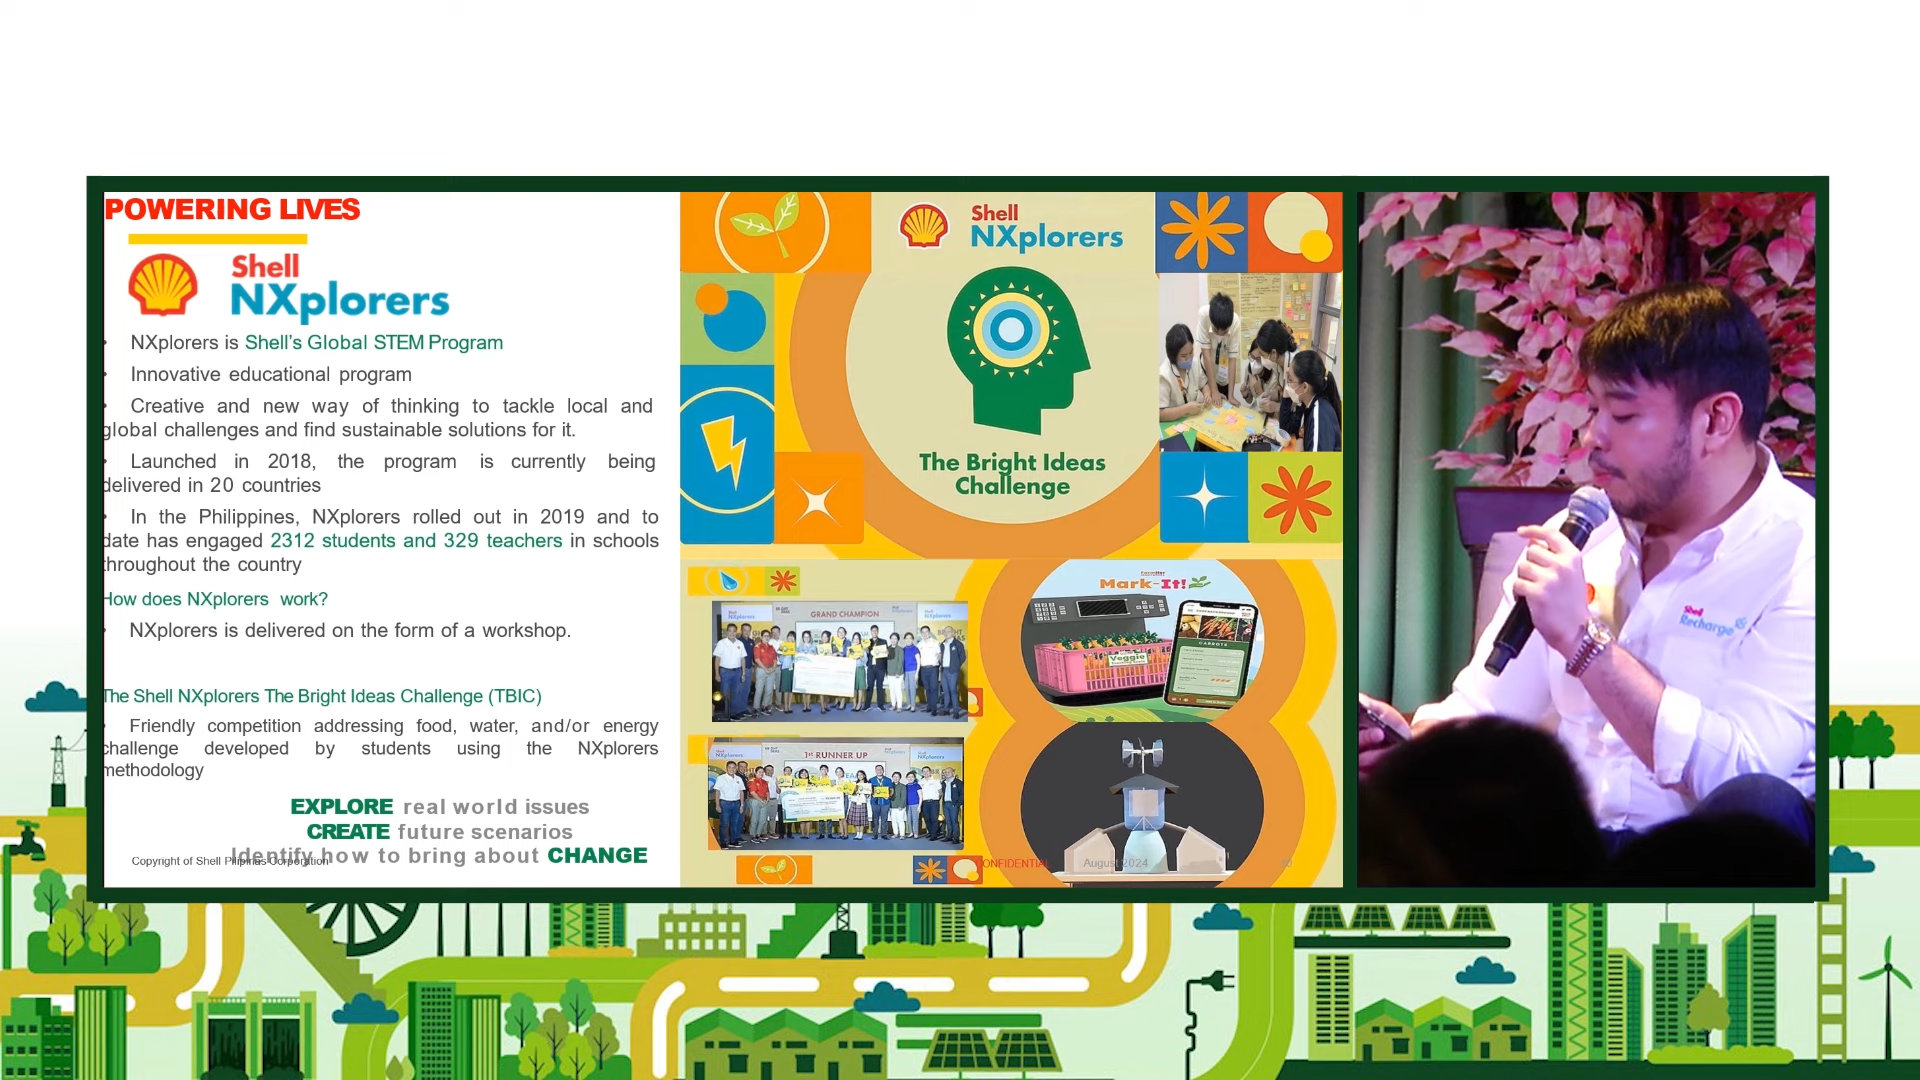 POWERING LIVES
Shell
NXplorers
• NXplorers is Shell's Global STEM Program
• Innovative educational program
• Creative and new way of thinking to tackle local and
global challenges and find sustainable solutions for it.
• Launched in 2018, the program is currently being
delivered in 20 countries
• In the Philippines, NXplorers rolled out in 2019 and to
date has engaged 2312 students and 329 teachers in schools
throughout the country
How does NXplorers work?
• NXplorers is delivered on the form of a workshop.
The Shell NXplorers The Bright Ideas Challenge (TBIC)
• Friendly competition addressing food, water, and/or energy
challenge developed by students using the NXplorers
methodology
EXPLORE real world issues
CREATE future scenarios
Identify how to bring about CHANGE
Copyright of Shell Pilipinas Corporation
Shell
NXplorers
The Bright Ideas
Challenge
GRAND CHAMPION
Mark-It!
Veggie
CARROTS
1st RUNNER UP
CONFIDENTIAL
August 2024
Shell
Recharge